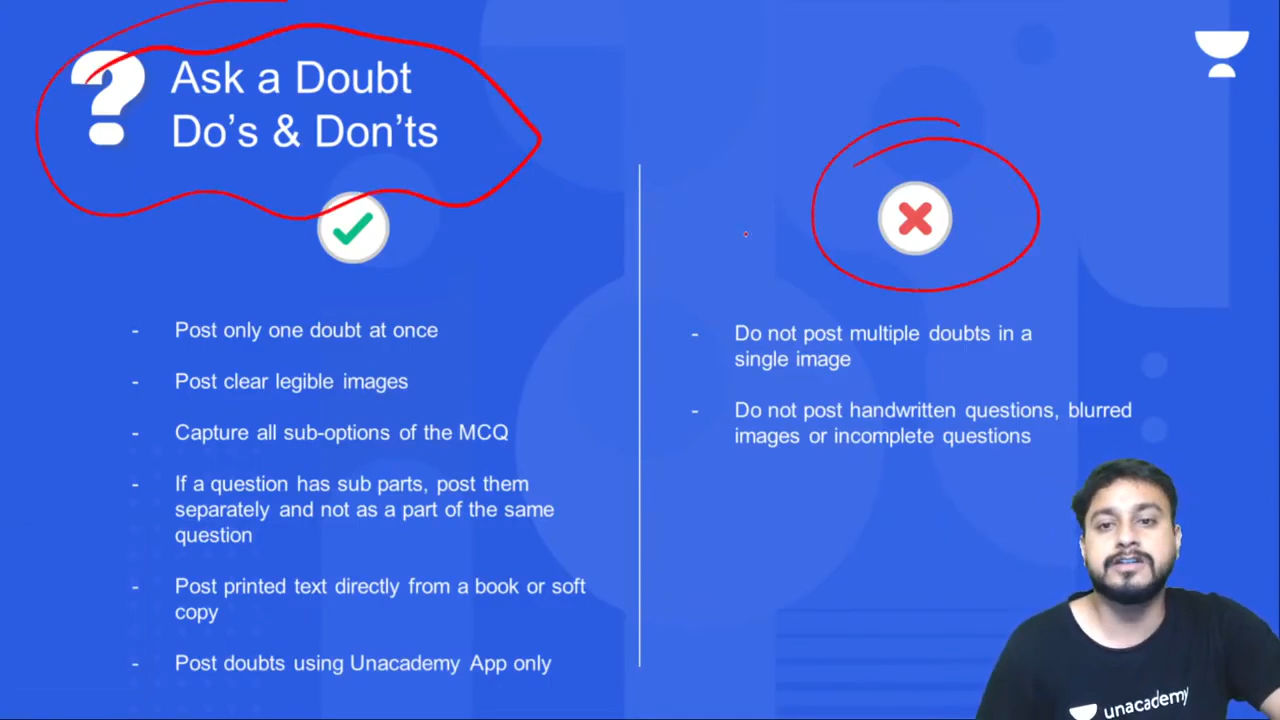 Ask a Doubt
Do's & Don'ts
- Post only one doubt at once
- Post clear legible images
- Capture all sub-options of the MCQ
- If a question has sub parts, post them
separately and not as a part of the same
question
- Post printed text directly from a book or soft
copy
- Post doubts using Unacademy App only
- Do not post multiple doubts in a
single image
- Do not post handwritten questions, blurred
images or incomplete questions
unacademy